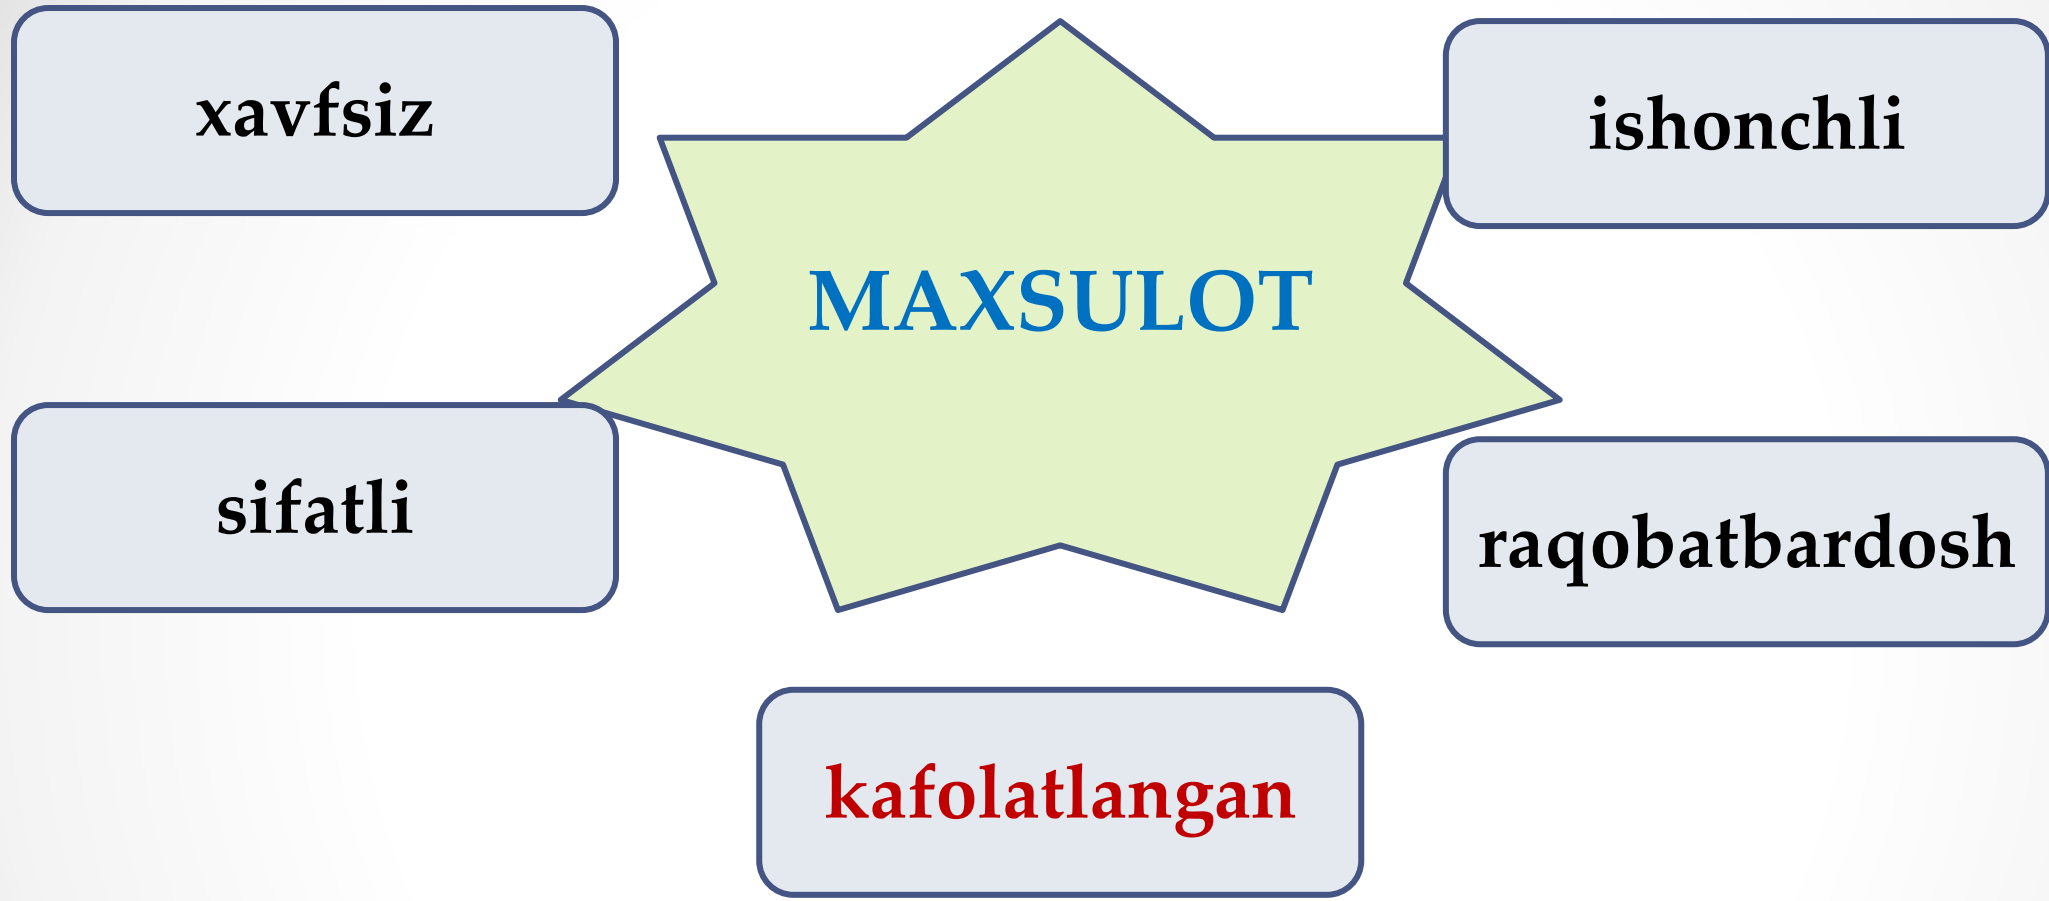 xavfsiz
ishonchli
MAXSULOT
sifatli
raqobatbardosh
kafolatlangan